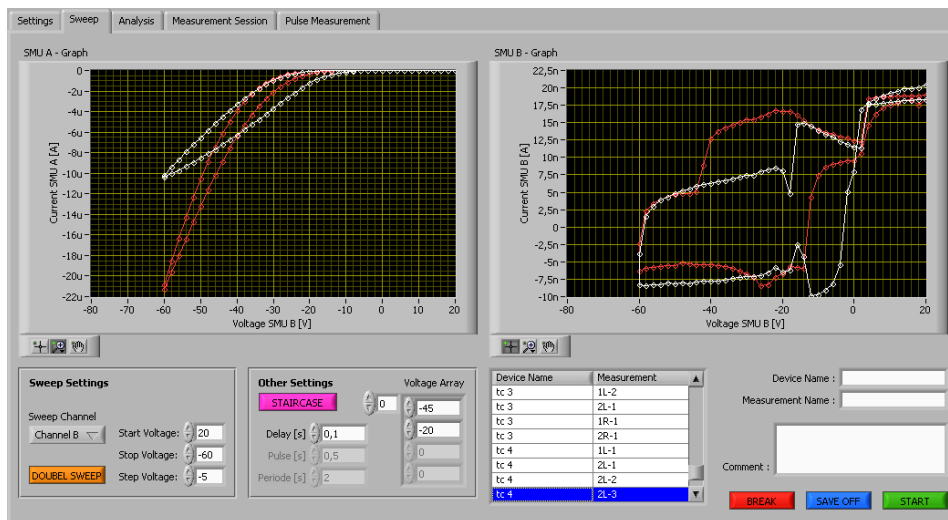 Settings Sweep Analysis Measurement Session Pulse Measurement
SMU A - Graph
Current SMU A [A]
0
-2u
-4u
-6u
-8u
-10u
-12u
-14u
-16u
-18u
-20u
-22u
-80 -70 -60 -50 -40 -30 -20 -10 0 10 20
Voltage SMU B [V]
SMU B - Graph
Current SMU B [A]
22,5n
20n
17,5n
15n
12,5n
10n
7,5n
5n
2,5n
0
-2,5n
-5n
-7,5n
-10n
-80 -60 -40 -20 0 20
Voltage SMU B [V]
Sweep Settings
Sweep Channel
Channel B
DOUBEL SWEEP
Start Voltage: 20
Stop Voltage: -60
Step Voltage: -5
Other Settings
STAIRCASE
Delay [s] 0,1
Pulse [s] 0,5
Periode [s] 2
Voltage Array
0 -45
-20
0
0
Device Name Measurement
tc 3 1L-2
tc 3 2L-1
tc 3 1R-1
tc 3 2R-1
tc 4 1L-1
tc 4 2L-1
tc 4 2L-2
tc 4 2L-3
Device Name :
Measurement Name :
Comment :
BREAK SAVE OFF START